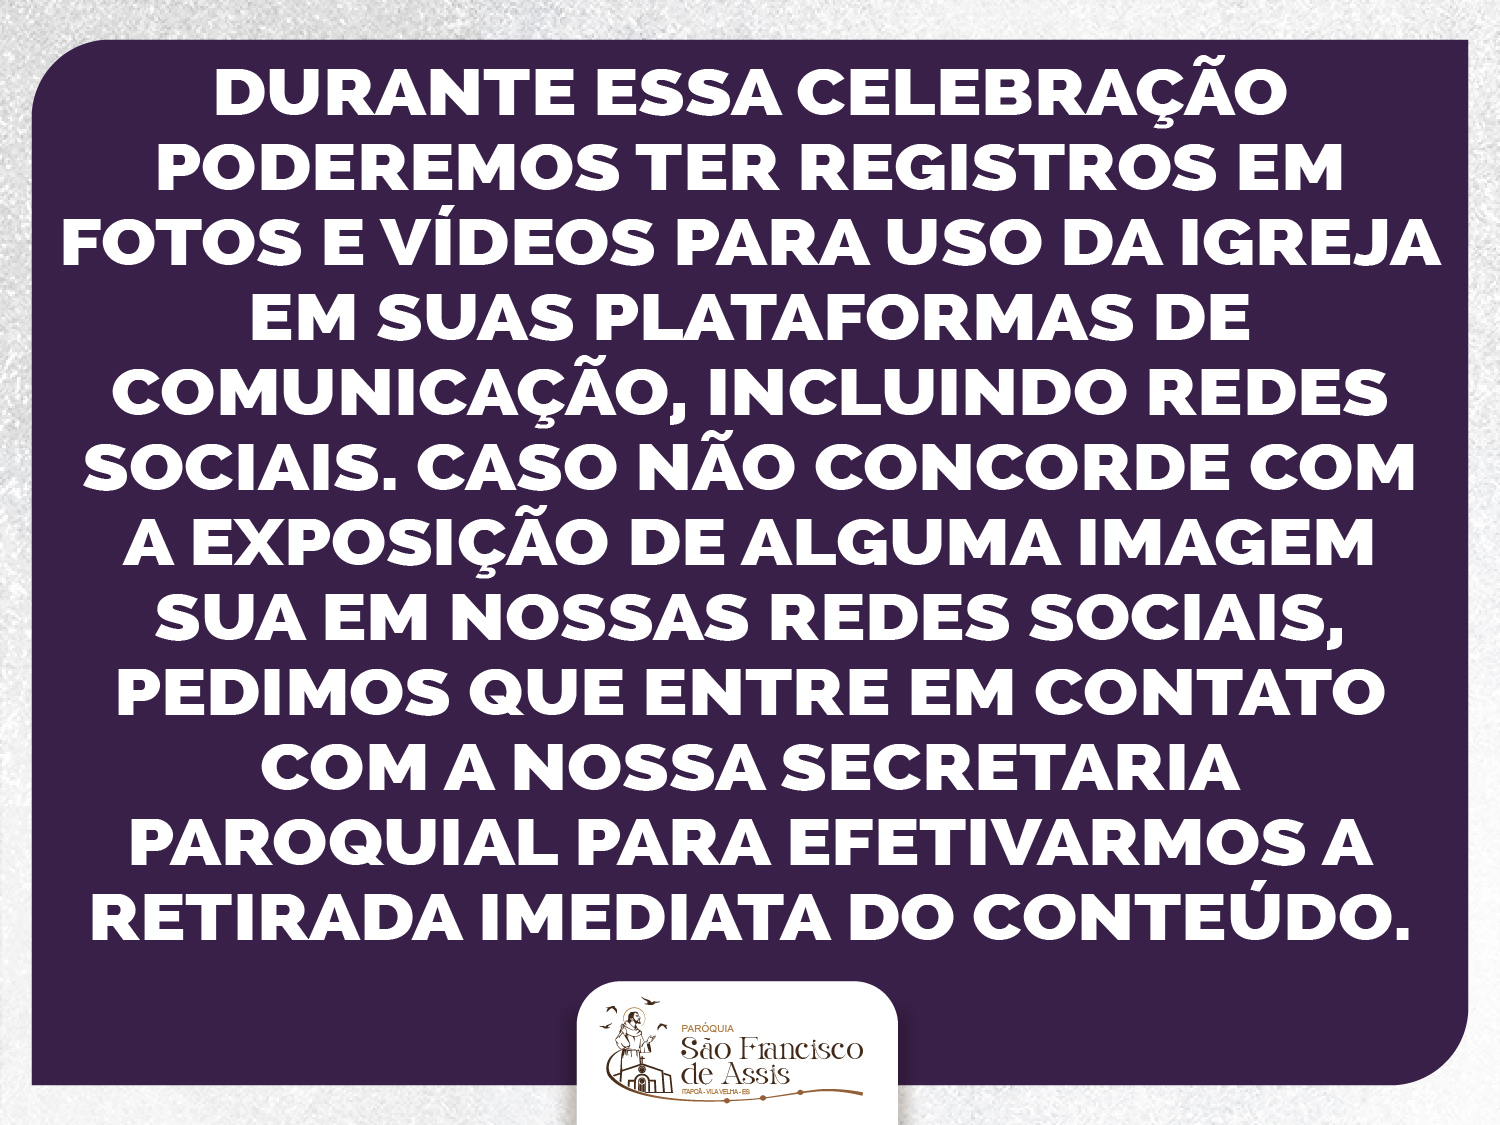 DURANTE ESSA CELEBRAÇÃO
PODEREMOS TER REGISTROS EM
FOTOS E VÍDEOS PARA USO DA IGREJA
EM SUAS PLATAFORMAS DE
COMUNICAÇÃO, INCLUINDO REDES
SOCIAIS. CASO NÃO CONCORDE COM
A EXPOSIÇÃO DE ALGUMA IMAGEM
SUA EM NOSSAS REDES SOCIAIS,
PEDIMOS QUE ENTRE EM CONTATO
COM A NOSSA SECRETARIA
PAROQUIAL PARA EFETIVARMOS A
RETIRADA IMEDIATA DO CONTEÚDO.
PARÓQUIA
São Francisco
de Assis
ITAPOÃ - VILA VELHA - ES